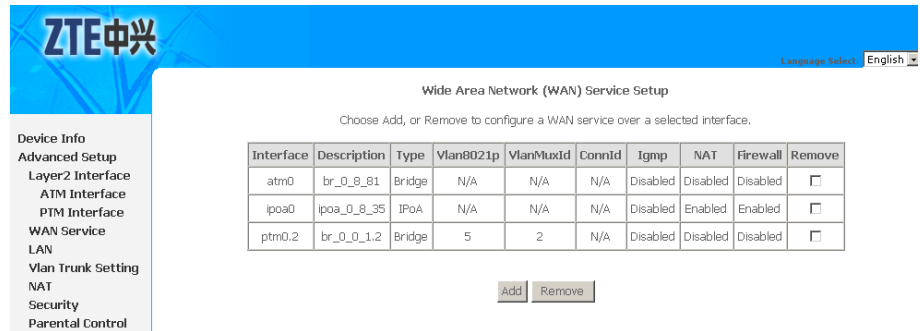 ZTE中兴
Language Select English
Wide Area Network (WAN) Service Setup
Choose Add, or Remove to configure a WAN service over a selected interface.
Device Info
Advanced Setup
Layer2 Interface
ATM Interface
PTM Interface
WAN Service
LAN
Vlan Trunk Setting
NAT
Security
Parental Control
Interface Description Type Vlan8021p VlanMuxId ConnId Igmp NAT Firewall Remove
atm0 br_0_8_81 Bridge N/A N/A N/A Disabled Disabled Disabled
ipoa0 ipoa_0_8_35 IPoA N/A N/A N/A Disabled Enabled Enabled
ptm0.2 br_0_0_1.2 Bridge 5 2 N/A Disabled Disabled Disabled
Add Remove